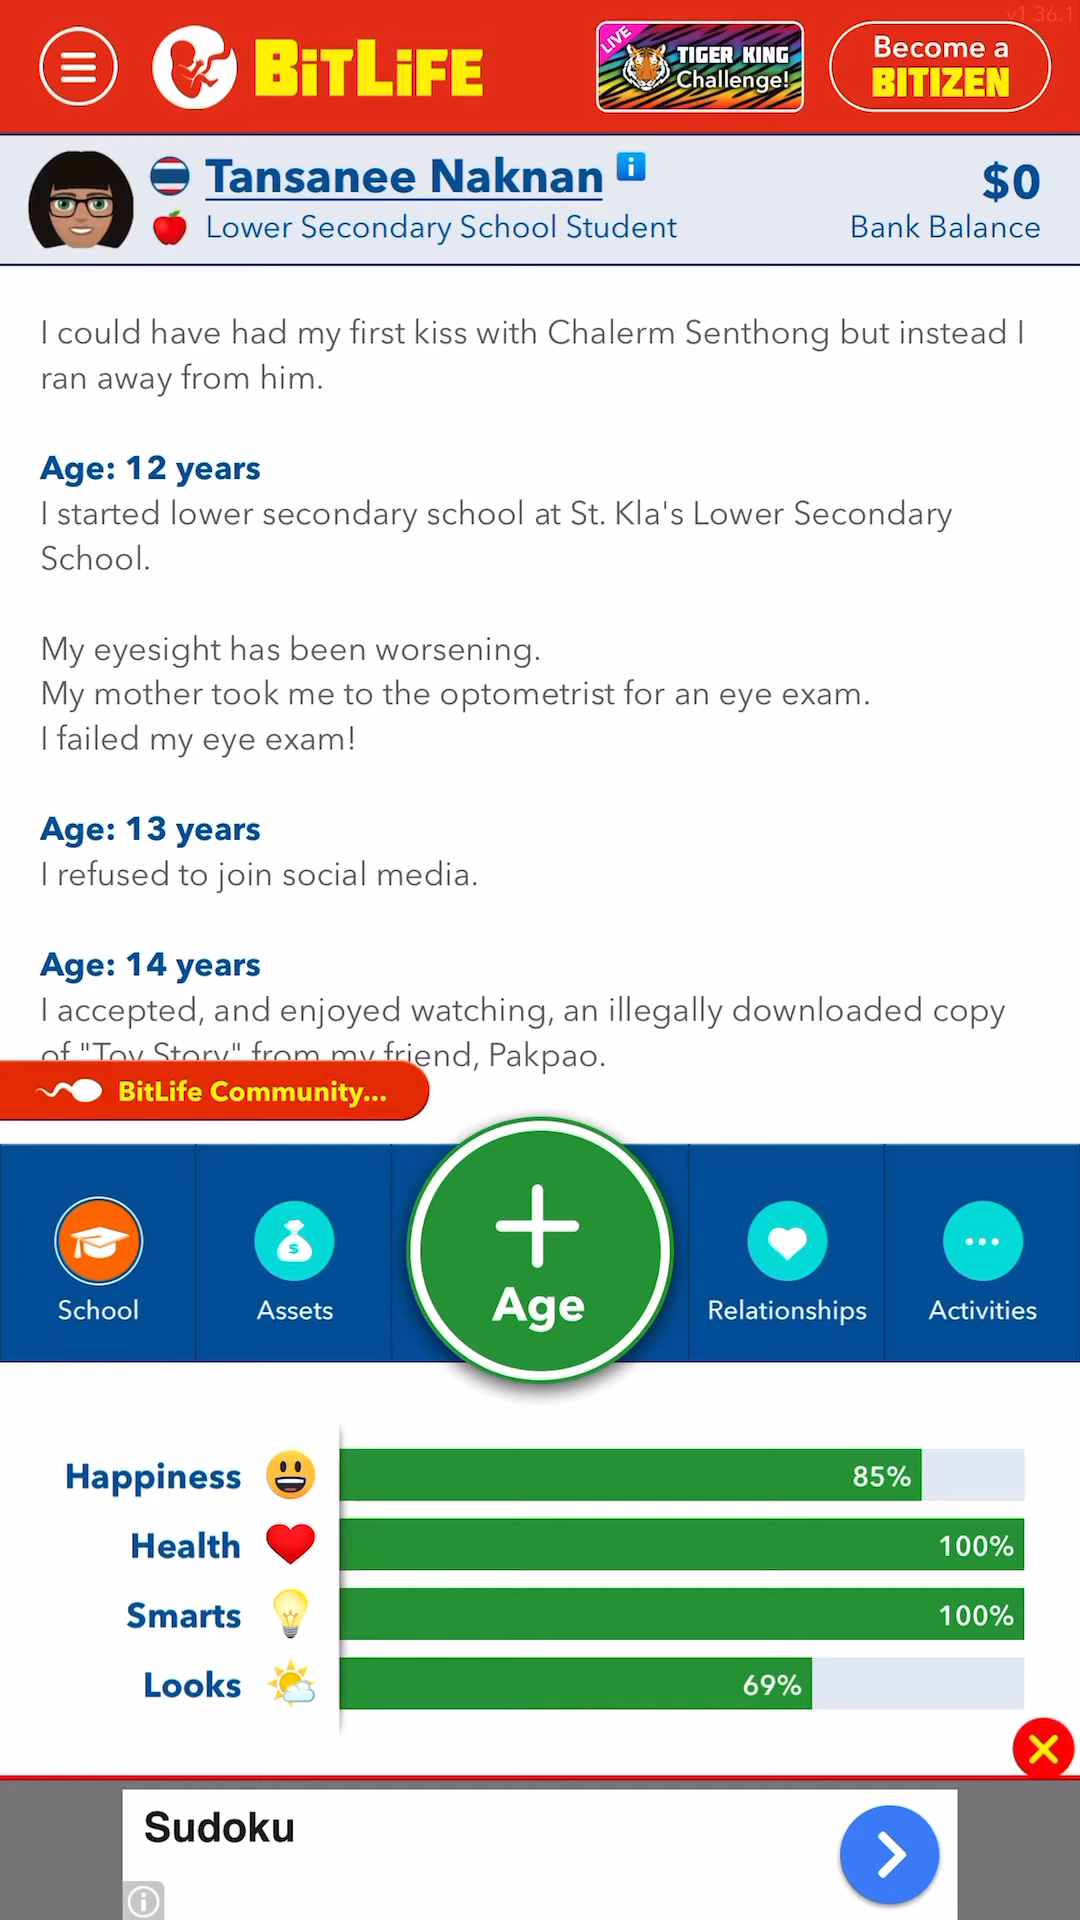 v1.36.1
BITLIFE
LIVE
TIGER KING
Challenge!
Become a
BITIZEN
Tansanee Naknan i
$0
Lower Secondary School Student
Bank Balance
I could have had my first kiss with Chalerm Senthong but instead I
ran away from him.
Age: 12 years
I started lower secondary school at St. Kla's Lower Secondary
School.
My eyesight has been worsening.
My mother took me to the optometrist for an eye exam.
I failed my eye exam!
Age: 13 years
I refused to join social media.
Age: 14 years
I accepted, and enjoyed watching, an illegally downloaded copy
of "Toy Story" from my friend, Pakpao.
BitLife Community...
School
Assets
Age
Relationships
Activities
Happiness
85%
Health
100%
Smarts
100%
Looks
69%
Sudoku